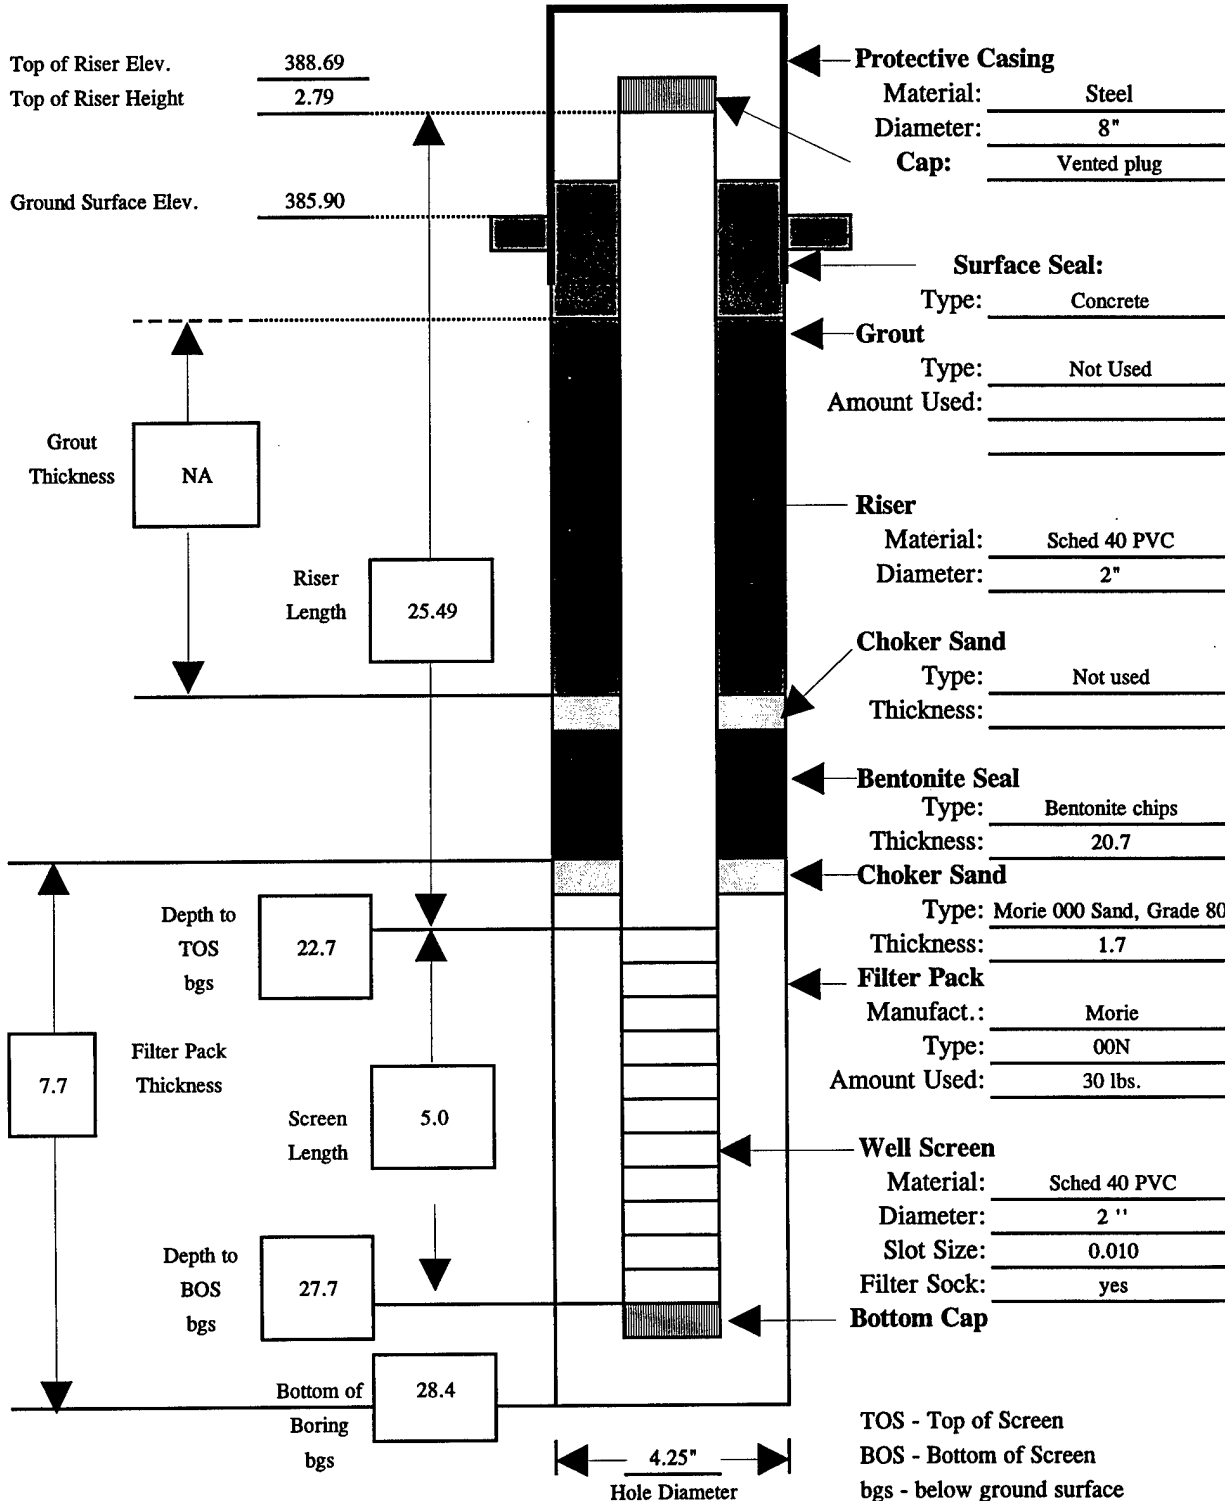 Top of Riser Elev. 388.69
Top of Riser Height 2.79
Ground Surface Elev. 385.90
Protective Casing
Material: Steel
Diameter: 8"
Cap: Vented plug
Surface Seal:
Type: Concrete
Grout
Type: Not Used
Amount Used:
Grout
Thickness
NA
Riser
Material: Sched 40 PVC
Diameter: 2"
Riser
Length
25.49
Choker Sand
Type: Not used
Thickness:
Bentonite Seal
Type: Bentonite chips
Thickness: 20.7
Choker Sand
Type: Morie 000 Sand, Grade 80
Thickness: 1.7
Depth to
TOS
bgs
22.7
Filter Pack
Manufact.: Morie
Type: 00N
Amount Used: 30 lbs.
7.7
Filter Pack
Thickness
Screen
Length
5.0
Well Screen
Material: Sched 40 PVC
Diameter: 2 ''
Slot Size: 0.010
Filter Sock: yes
Depth to
BOS
bgs
27.7
Bottom Cap
Bottom of
Boring
bgs
28.4
4.25"
Hole Diameter
TOS - Top of Screen
BOS - Bottom of Screen
bgs - below ground surface